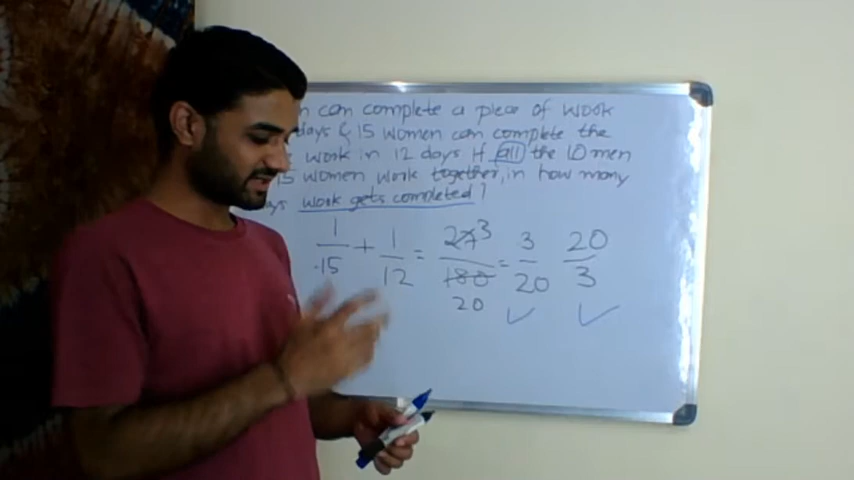 can complete a piece of work
days & 15 women can complete the
work in 12 days If all the 10 men
15 women work together, in how many
work gets completed ?
1/15 + 1/12 = 27 3/180 20 = 3/20 20/3